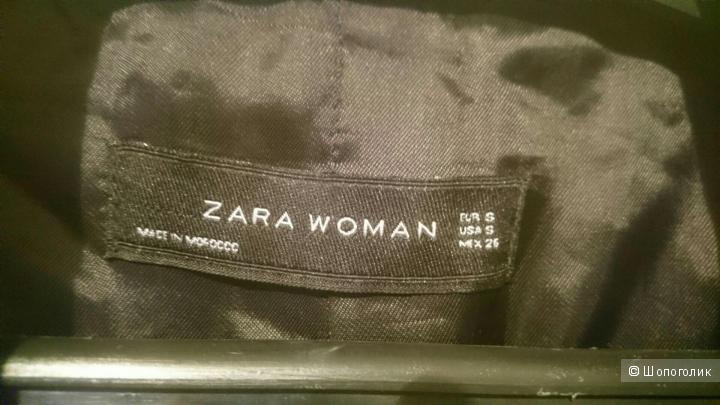 ZARA WOMAN
MADE IN MOROCCO
EUR S
USA S
MEX 26
© Шопоголик